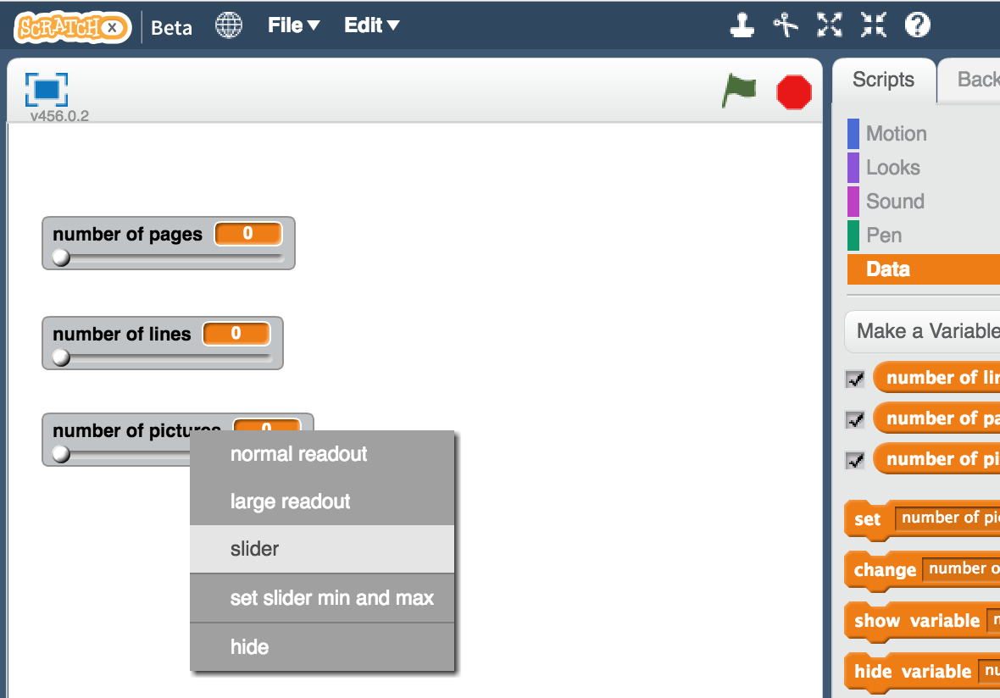 SCRATCH X Beta File Edit
v456.0.2
Scripts Back
Motion
Looks
Sound
Pen
Data
Make a Variable
number of lin
number of pa
number of pi
set number of pic
change number o
show variable n
hide variable nu
number of pages 0
number of lines 0
number of pictures 0
normal readout
large readout
slider
set slider min and max
hide